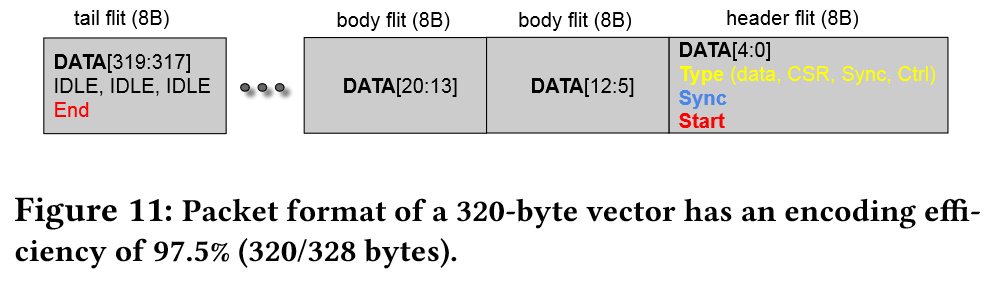 tail flit (8B)
body flit (8B)
body flit (8B)
header flit (8B)
DATA[319:317]
IDLE, IDLE, IDLE
End
DATA[20:13]
DATA[12:5]
DATA[4:0]
Type (data, CSR, Sync, Ctrl)
Sync
Start
Figure 11: Packet format of a 320-byte vector has an encoding effi-
ciency of 97.5% (320/328 bytes).